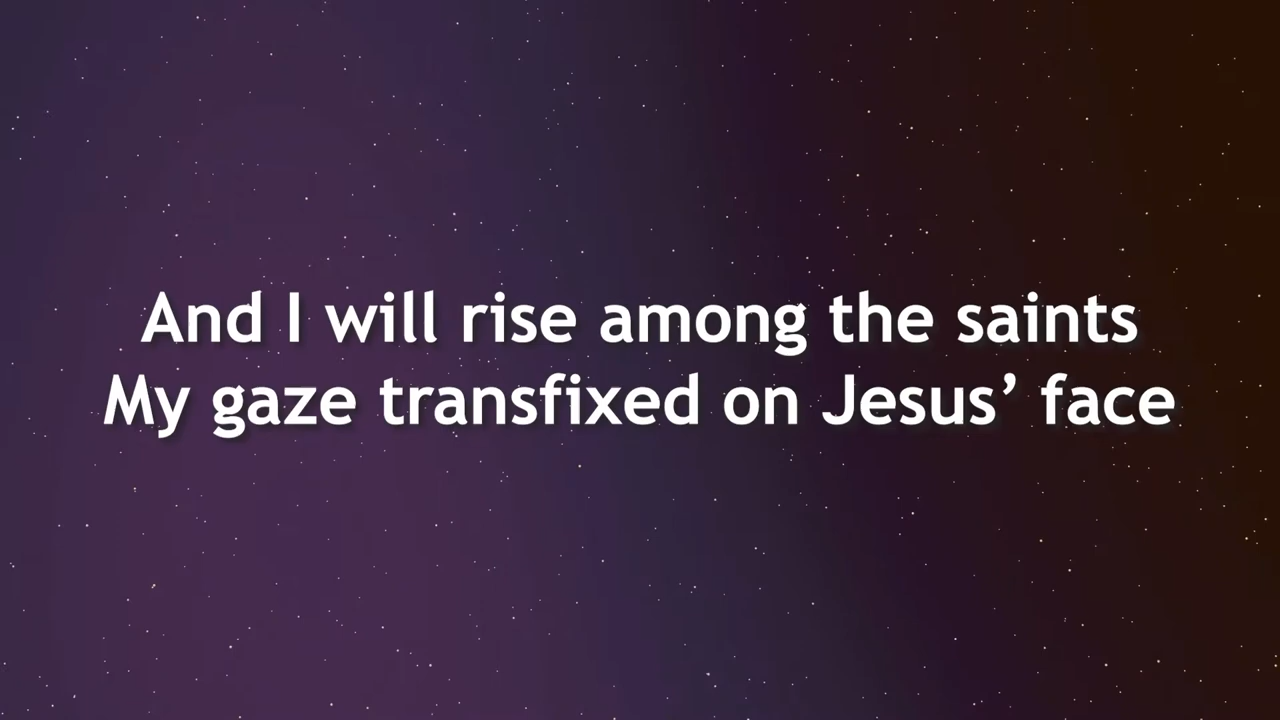 And I will rise among the saints
My gaze transfixed on Jesus’ face